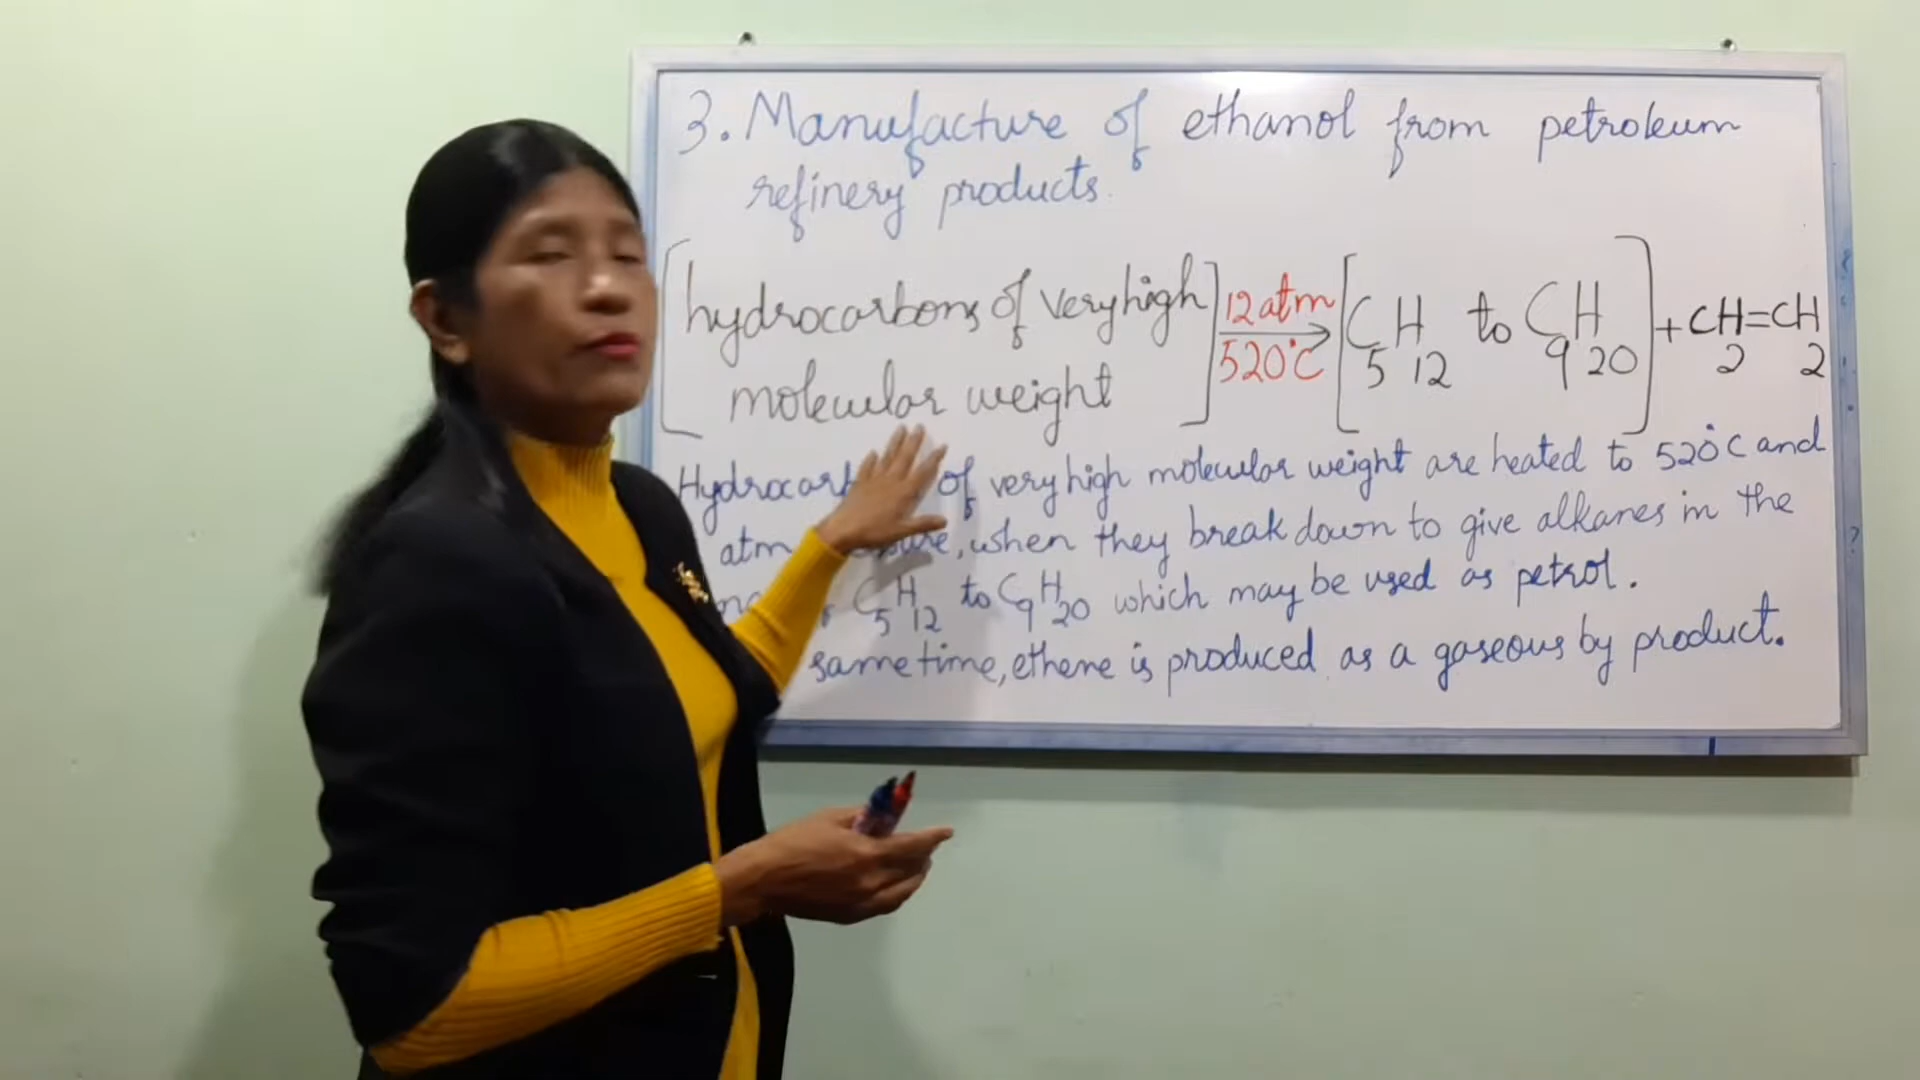 3. Manufacture of ethanol from petroleum
refinery products.
[hydrocarbons of very high
molecular weight] 12 atm 520°C → [C5H12 to C9H20] + CH2=CH2
of very high molecular weight are heated to 520°C and
atm when they break down to give alkanes in the
C5H12 to C9H20 which may be used as petrol.
same time, ethene is produced as a gaseous by product.